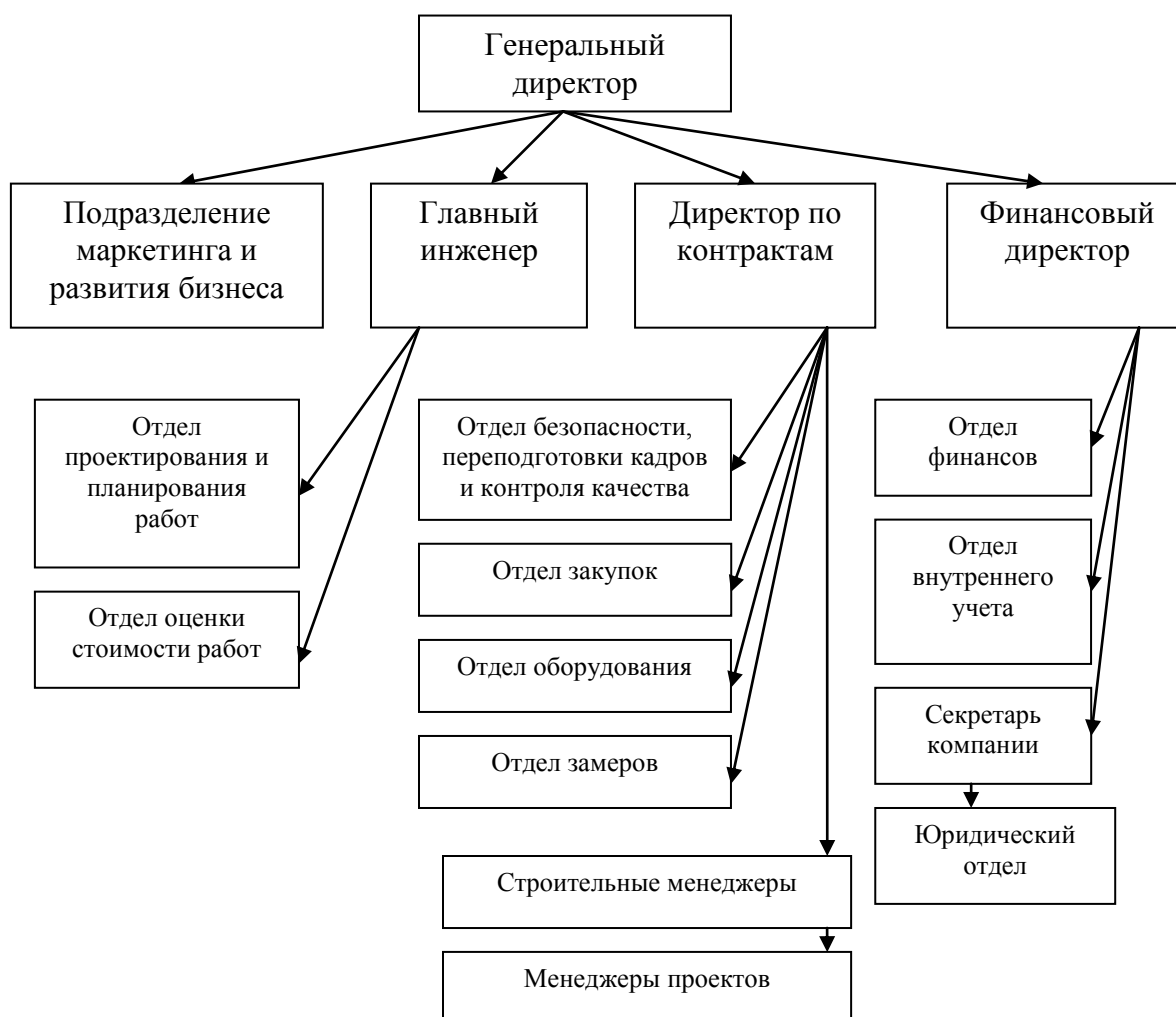 Генеральный
директор
Подразделение
маркетинга и
развития бизнеса
Главный
инженер
Директор по
контрактам
Финансовый
директор
Отдел
проектирования и
планирования
работ
Отдел оценки
стоимости работ
Отдел безопасности,
переподготовки кадров
и контроля качества
Отдел закупок
Отдел оборудования
Отдел замеров
Строительные менеджеры
Менеджеры проектов
Отдел
финансов
Отдел
внутреннего
учета
Секретарь
компании
Юридический
отдел